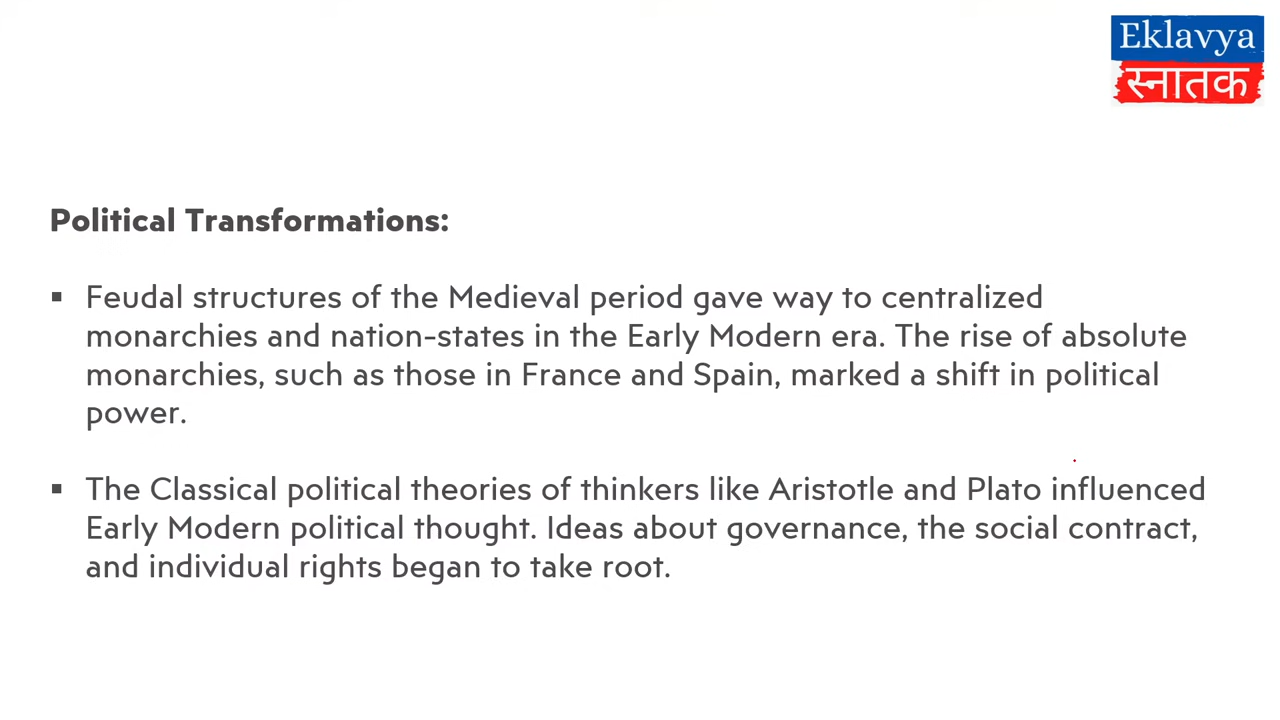 Eklavya
स्नातक
Political Transformations:
▪ Feudal structures of the Medieval period gave way to centralized
monarchies and nation-states in the Early Modern era. The rise of absolute
monarchies, such as those in France and Spain, marked a shift in political
power.
▪ The Classical political theories of thinkers like Aristotle and Plato influenced
Early Modern political thought. Ideas about governance, the social contract,
and individual rights began to take root.